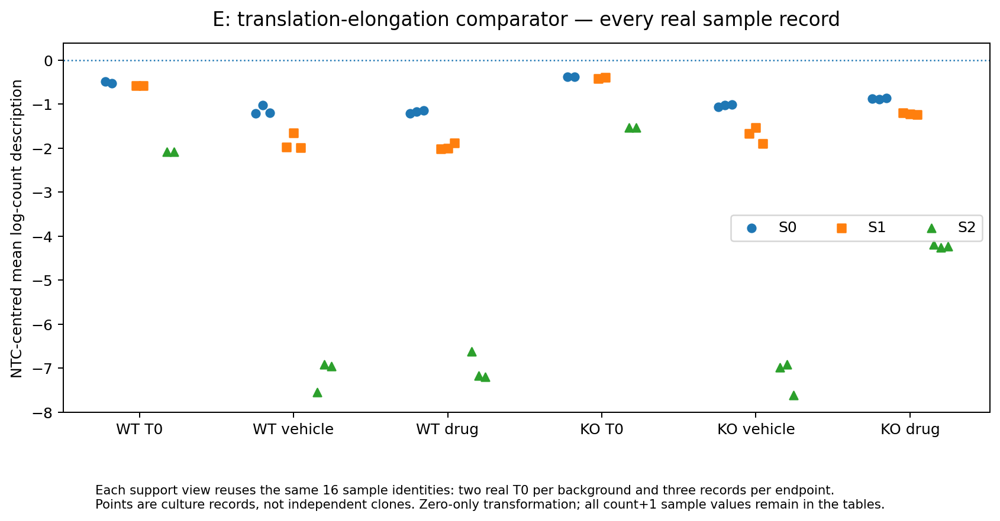 E: translation-elongation comparator — every real sample record
NTC-centred mean log-count description
0
−1
−2
−3
−4
−5
−6
−7
−8
S0
S1
S2
WT T0
WT vehicle
WT drug
KO T0
KO vehicle
KO drug
Each support view reuses the same 16 sample identities: two real T0 per background and three records per endpoint.
Points are culture records, not independent clones. Zero-only transformation; all count+1 sample values remain in the tables.